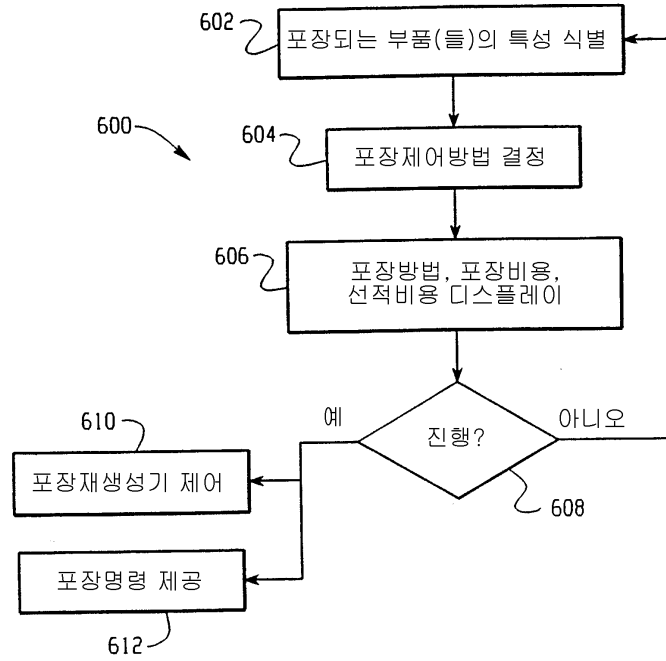 602
포장되는 부품(들)의 특성 식별
600
604
포장제어방법 결정
606
포장방법, 포장비용,
선적비용 디스플레이
예
아니오
진행?
608
610
포장재생성기 제어
포장명령 제공
612